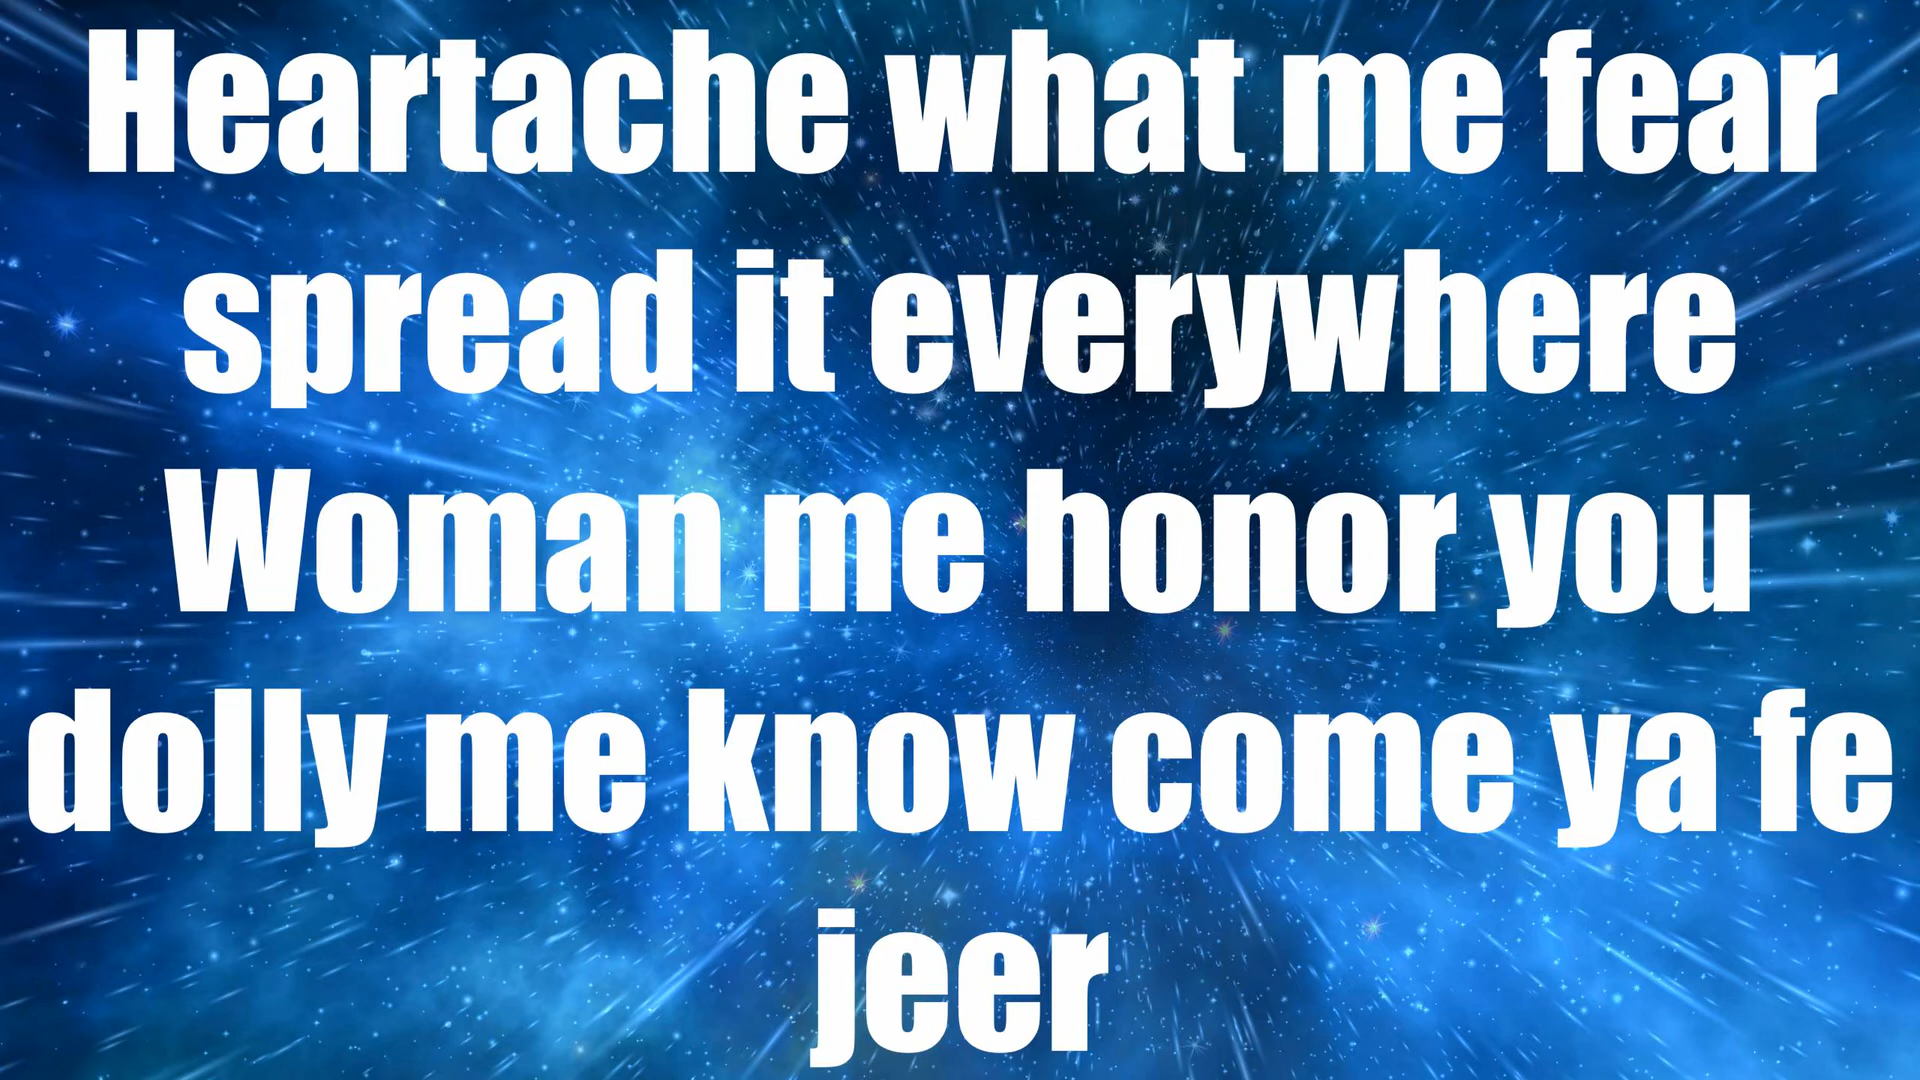 Heartache what me fear
spread it everywhere
Woman me honor you
dolly me know come ya fe
jeer